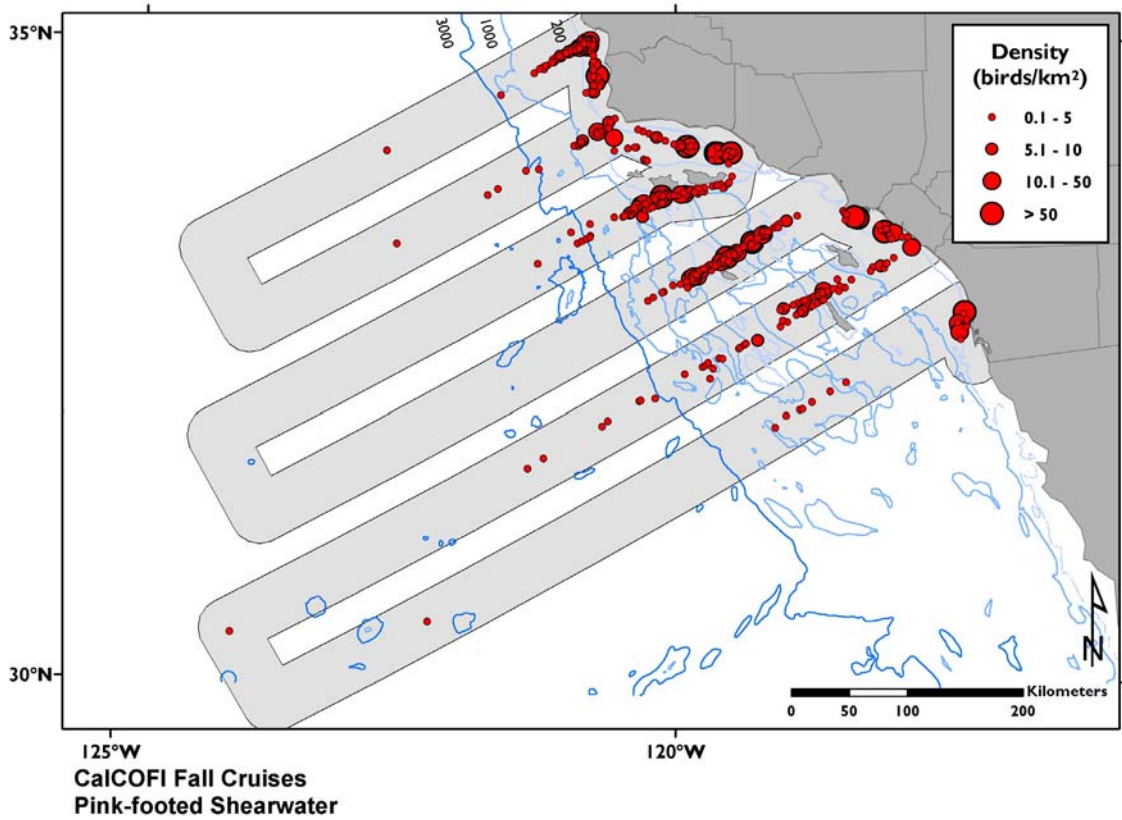 35°N
3000
1000
200
Density
(birds/km²)
0.1 - 5
5.1 - 10
10.1 - 50
> 50
N
Kilometers
0 50 100 200
30°N
125°W 120°W
CalCOFI Fall Cruises
Pink-footed Shearwater